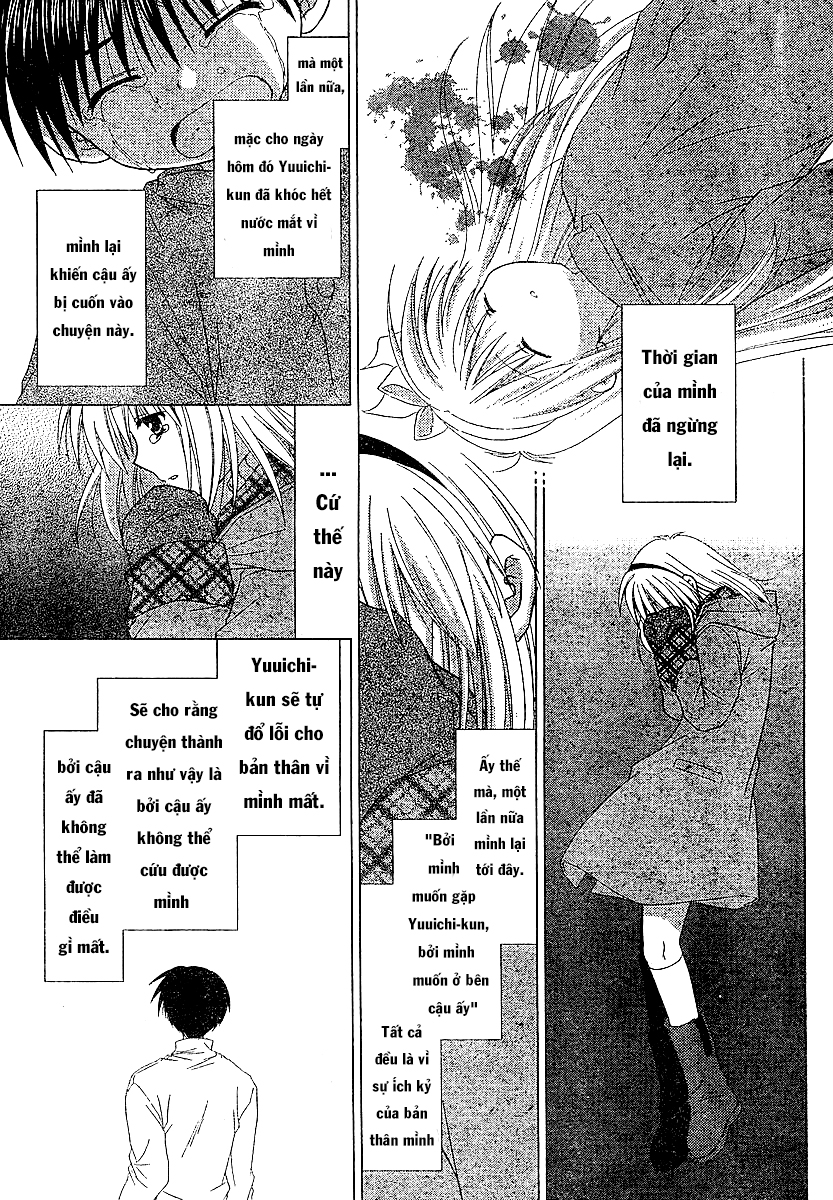 Thời gian
của mình
đã ngừng
lại.
Ấy thế
mà, một
lần nữa
mình lại
tới đây.
"Bởi
mình
muốn gặp
Yuuichi-kun,
bởi mình
muốn ở bên
cậu ấy"
Tất cả
đều là vì
sự ích kỷ
của bản
thân mình
mà một
lần nữa,
mặc cho ngày
hôm đó Yuuichi-
kun đã khóc hết
nước mắt vì
mình
mình lại
khiến cậu ấy
bị cuốn vào
chuyện này.
...
Cứ
thế
này
Yuuichi-
kun sẽ tự
đổ lỗi cho
bản thân vì
mình mất.
Sẽ cho rằng
chuyện thành
ra như vậy là
bởi cậu ấy
không thể
cứu được
mình
bởi cậu
ấy đã
không
thể làm
được
điều
gì mất.